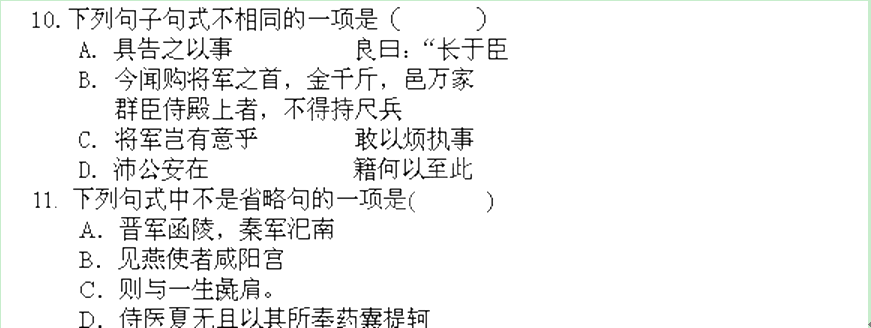 10. 下列句子句式不相同的一项是（　　）
A. 具告之以事　　良曰：“长于臣
B. 今闻购将军之首，金千斤，邑万家
群臣侍殿上者，不得持尺兵
C. 将军岂有意乎　　敢以烦执事
D. 沛公安在　　籍何以至此
11. 下列句式中不是省略句的一项是(　　)
A. 晋军函陵，秦军汜南
B. 见燕使者咸阳宫
C. 则与一生彘肩。
D. 侍医夏无且以其所奉药囊提轲